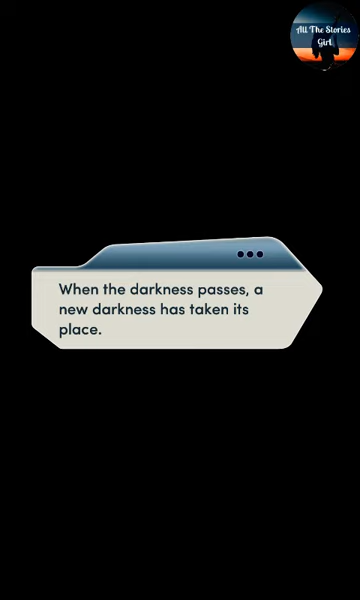 All The Stories
Girl
When the darkness passes, a
new darkness has taken its
place.